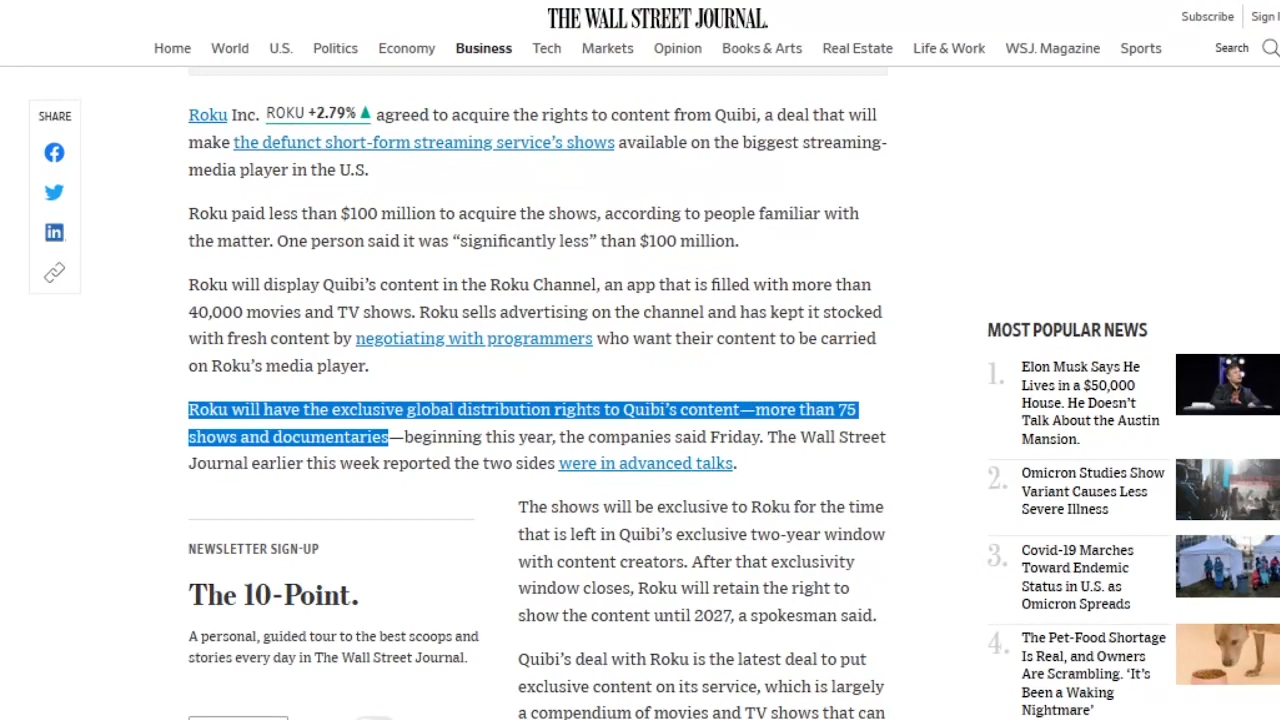 THE WALL STREET JOURNAL.
Subscribe
Sign I
Home World U.S. Politics Economy Business Tech Markets Opinion Books & Arts Real Estate Life & Work WSJ. Magazine Sports
Search
SHARE
Roku Inc. ROKU +2.79% ▲ agreed to acquire the rights to content from Quibi, a deal that will
make the defunct short-form streaming service’s shows available on the biggest streaming-
media player in the U.S.
Roku paid less than $100 million to acquire the shows, according to people familiar with
the matter. One person said it was “significantly less” than $100 million.
Roku will display Quibi’s content in the Roku Channel, an app that is filled with more than
40,000 movies and TV shows. Roku sells advertising on the channel and has kept it stocked
with fresh content by negotiating with programmers who want their content to be carried
on Roku’s media player.
Roku will have the exclusive global distribution rights to Quibi’s content—more than 75
shows and documentaries—beginning this year, the companies said Friday. The Wall Street
Journal earlier this week reported the two sides were in advanced talks.
NEWSLETTER SIGN-UP
The 10-Point.
A personal, guided tour to the best scoops and
stories every day in The Wall Street Journal.
The shows will be exclusive to Roku for the time
that is left in Quibi’s exclusive two-year window
with content creators. After that exclusivity
window closes, Roku will retain the right to
show the content until 2027, a spokesman said.
Quibi’s deal with Roku is the latest deal to put
exclusive content on its service, which is largely
a compendium of movies and TV shows that can
MOST POPULAR NEWS
1.
Elon Musk Says He
Lives in a $50,000
House. He Doesn’t
Talk About the Austin
Mansion.
2.
Omicron Studies Show
Variant Causes Less
Severe Illness
3.
Covid-19 Marches
Toward Endemic
Status in U.S. as
Omicron Spreads
4.
The Pet-Food Shortage
Is Real, and Owners
Are Scrambling. ‘It’s
Been a Waking
Nightmare’